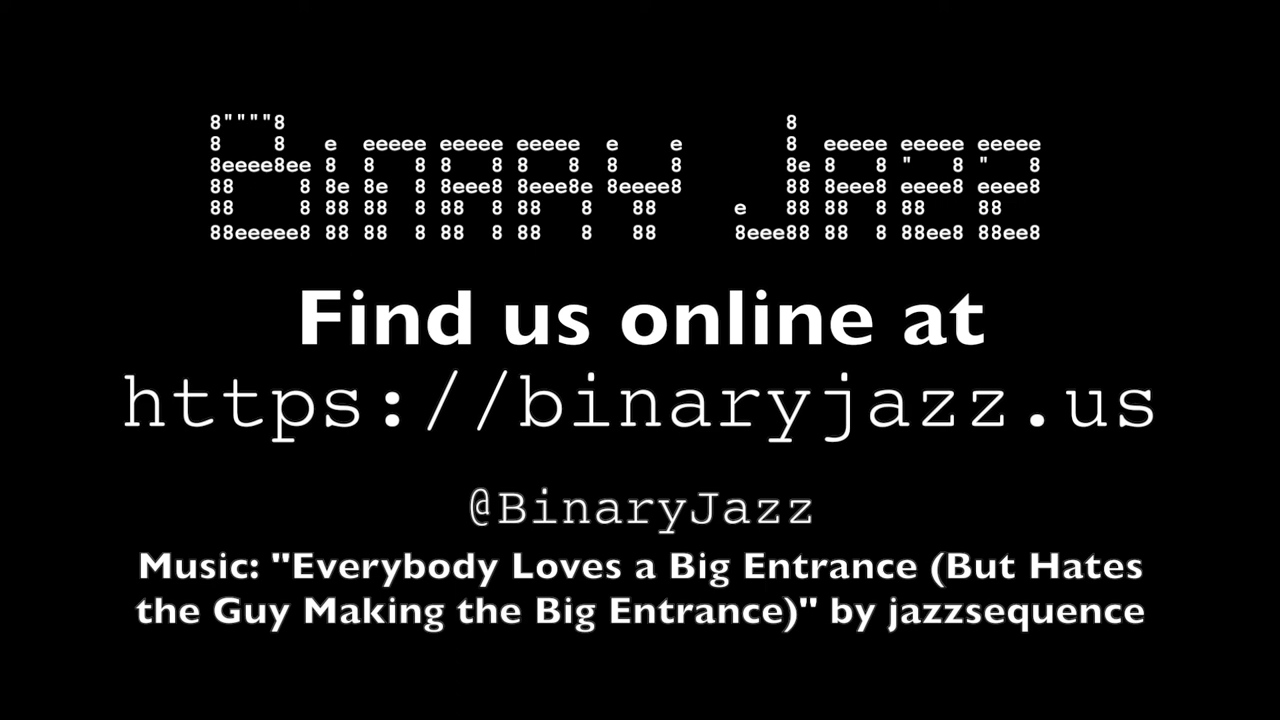 Binary Jazz
Find us online at
https://binaryjazz.us
@BinaryJazz
Music: "Everybody Loves a Big Entrance (But Hates
the Guy Making the Big Entrance)" by jazzsequence